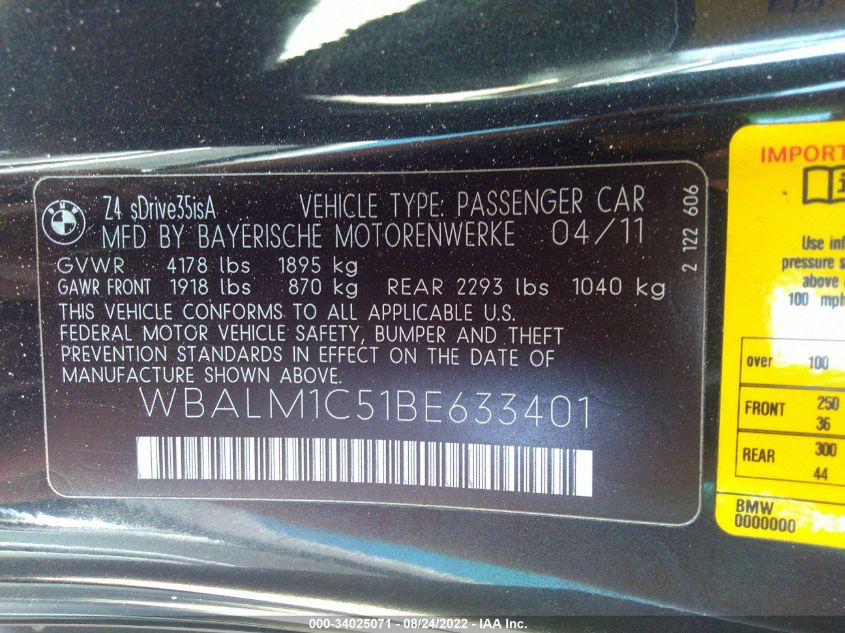 BMW
Z4 sDrive35isA VEHICLE TYPE: PASSENGER CAR
MFD BY BAYERISCHE MOTORENWERKE 04/11
GVWR 4178 lbs 1895 kg
GAWR FRONT 1918 lbs 870 kg REAR 2293 lbs 1040 kg
THIS VEHICLE CONFORMS TO ALL APPLICABLE U.S.
FEDERAL MOTOR VEHICLE SAFETY, BUMPER AND THEFT
PREVENTION STANDARDS IN EFFECT ON THE DATE OF
MANUFACTURE SHOWN ABOVE.
WBALM1C51BE633401
2 122 606
IMPORT
Use inf
pressure s
above
100 mph
over 100
FRONT 250
36
REAR 300
44
BMW
0000000
000-34025071 - 08/24/2022 - IAA Inc.